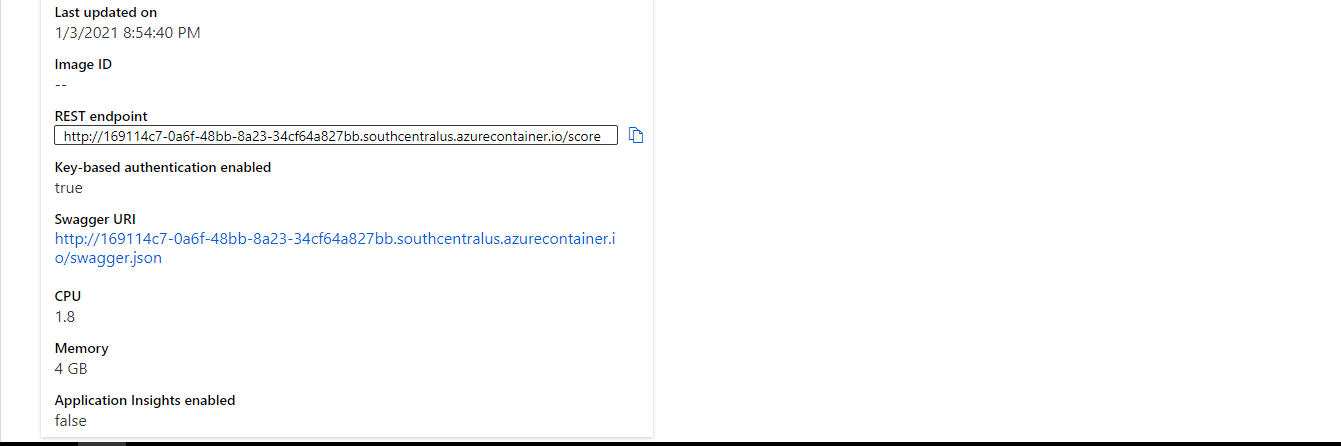 Last updated on
1/3/2021 8:54:40 PM
Image ID
--
REST endpoint
http://169114c7-0a6f-48bb-8a23-34cf64a827bb.southcentralus.azurecontainer.io/score
Key-based authentication enabled
true
Swagger URI
http://169114c7-0a6f-48bb-8a23-34cf64a827bb.southcentralus.azurecontainer.i
o/swagger.json
CPU
1.8
Memory
4 GB
Application Insights enabled
false